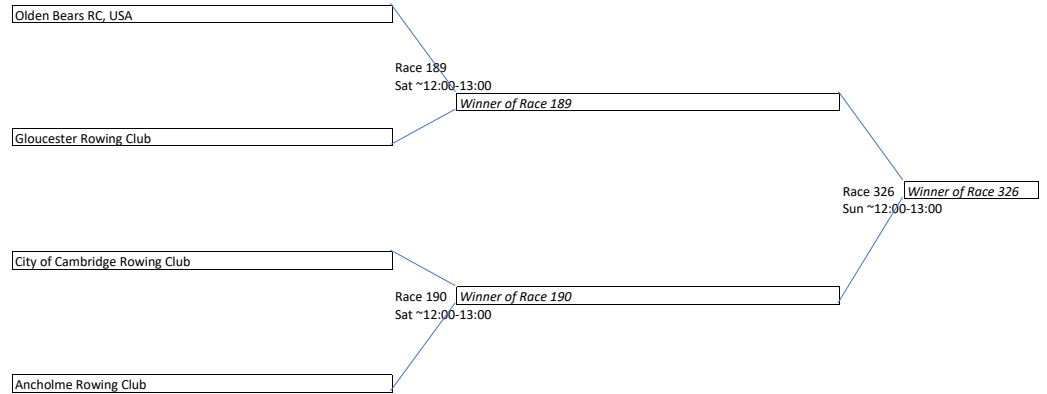 Olden Bears RC, USA
Race 189
Sat ~12:00-13:00
Winner of Race 189
Gloucester Rowing Club
Race 326
Winner of Race 326
Sun ~12:00-13:00
City of Cambridge Rowing Club
Race 190
Winner of Race 190
Sat ~12:00-13:00
Ancholme Rowing Club